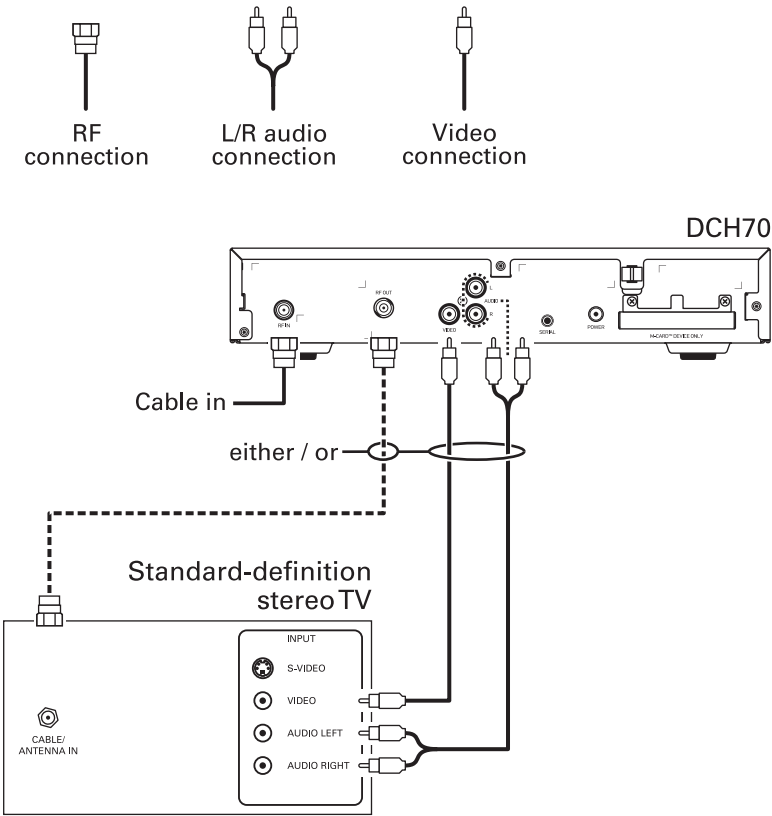 RF
connection
L/R audio
connection
Video
connection
DCH70
RF IN
RF OUT
VIDEO
L
AUDIO
R
SERIAL
POWER
M-CARD™ DEVICE ONLY
Cable in
either / or
Standard-definition
stereo TV
INPUT
S-VIDEO
VIDEO
AUDIO LEFT
AUDIO RIGHT
CABLE/
ANTENNA IN